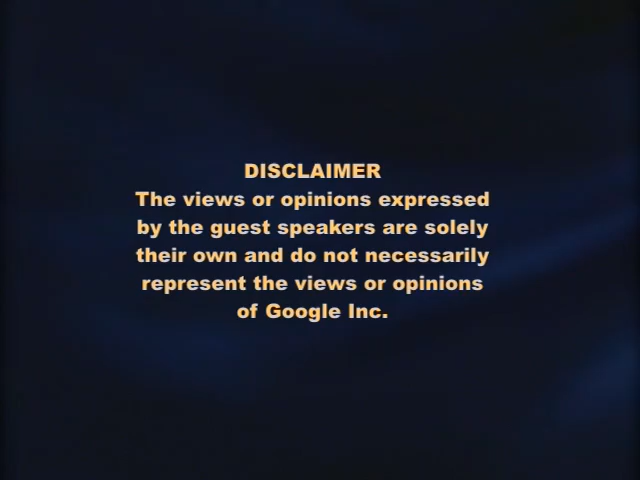 DISCLAIMER
The views or opinions expressed
by the guest speakers are solely
their own and do not necessarily
represent the views or opinions
of Google Inc.